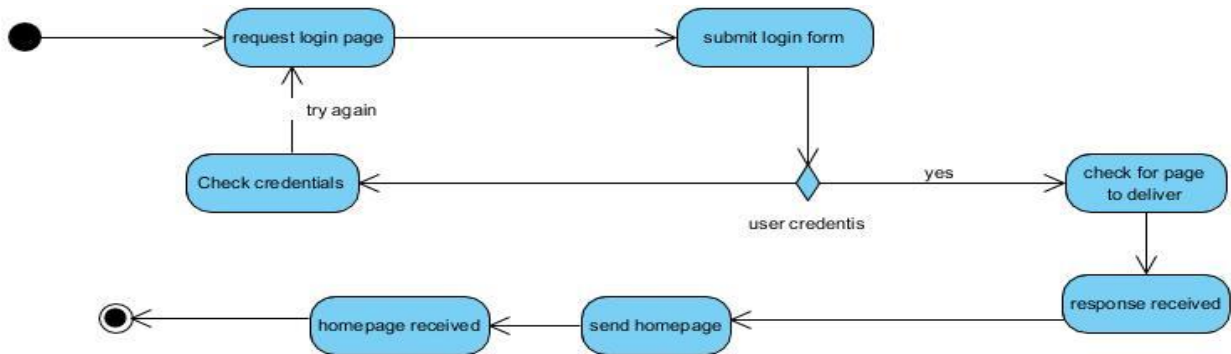 request login page
submit login form
try again
Check credentials
yes
check for page
to deliver
user credentis
response received
homepage received
send homepage